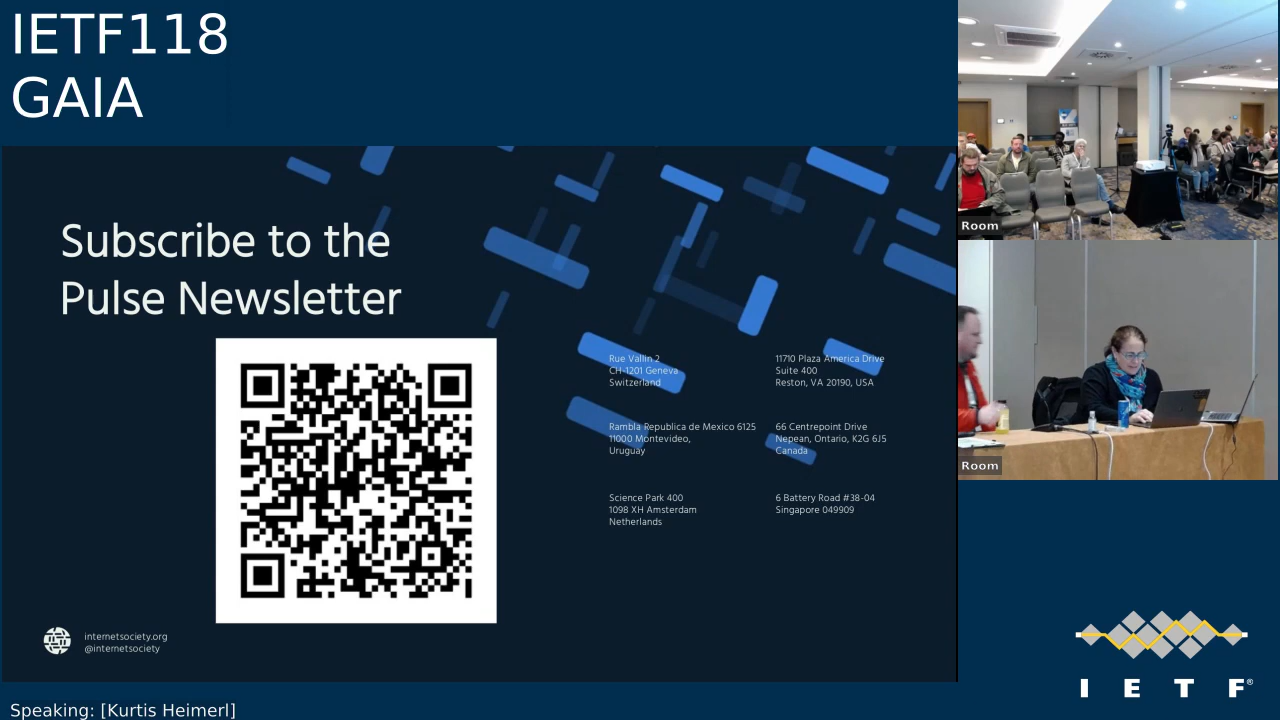 IETF118
GAIA
Subscribe to the
Pulse Newsletter
Rue Vallin 2
CH-1201 Geneva
Switzerland
11710 Plaza America Drive
Suite 400
Reston, VA 20190, USA
Rambla Republica de Mexico 6125
11000 Montevideo,
Uruguay
66 Centrepoint Drive
Nepean, Ontario, K2G 6J5
Canada
Science Park 400
1098 XH Amsterdam
Netherlands
6 Battery Road #38-04
Singapore 049909
internetsociety.org
@internetsociety
Room
Room
I E T F®
Speaking: [Kurtis Heimerl]